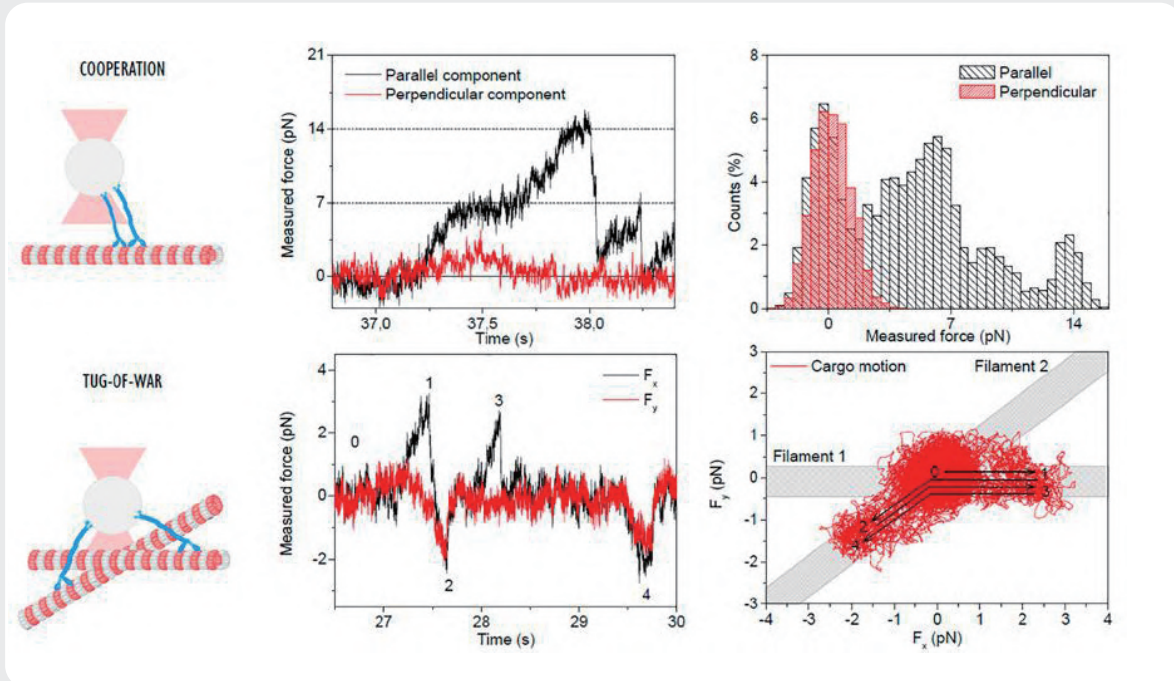 COOPERATION
21
14
7
0
Measured force (pN)
Parallel component
Perpendicular component
37,0
37,5
38,0
Time (s)
8
6
4
2
0
Counts (%)
Parallel
Perpendicular
0
7
14
Measured force (pN)
TUG-OF-WAR
4
2
0
-2
Measured force (pN)
Fx
Fy
0
1
2
3
4
27
28
29
30
Time (s)
3
2
1
0
-1
-2
-3
Fy (pN)
Cargo motion
Filament 2
Filament 1
0
1
2
3
4
-4
-3
-2
-1
0
1
2
3
4
Fx (pN)